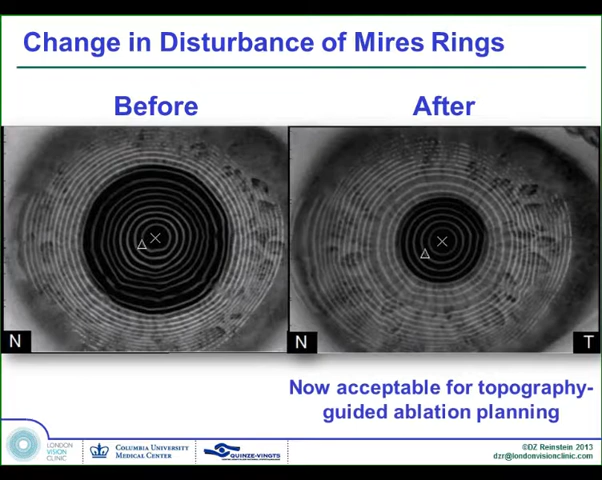 Change in Disturbance of Mires Rings
Before
After
N
N
T
Now acceptable for topography-
guided ablation planning
LONDON
VISION
CLINIC
COLUMBIA UNIVERSITY
MEDICAL CENTER
QUINZE-VINGTS
©DZ Reinstein 2013
dzr@londonvisionclinic.com